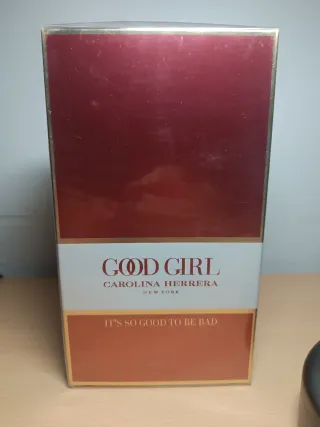 GOOD GIRL
CAROLINA HERRERA
NEW YORK
IT'S SO GOOD TO BE BAD